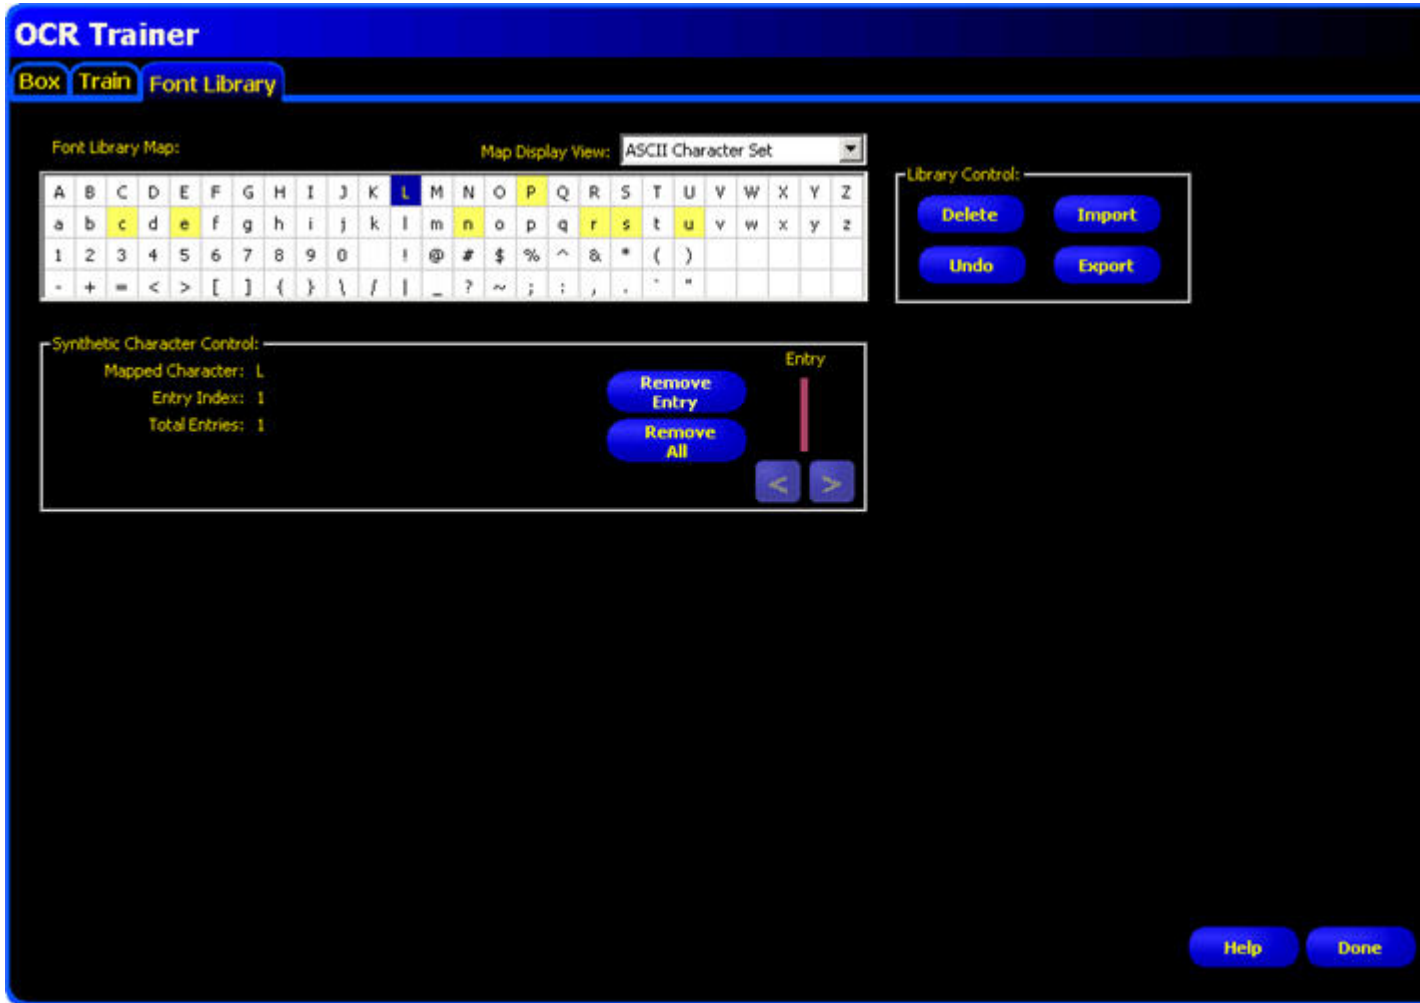 OCR Trainer
Box Train Font Library
Font Library Map: Map Display View: ASCII Character Set
A B C D E F G H I J K L M N O P Q R S T U V W X Y Z
a b c d e f g h i j k l m n o p q r s t u v w x y z
1 2 3 4 5 6 7 8 9 0 ! @ # $ % ^ & * ( )
- + = < > [ ] { } \ / | _ ? ~ ; : , . ` "
Library Control:
Delete Import
Undo Export
Synthetic Character Control:
Mapped Character: L
Entry Index: 1
Total Entries: 1
Remove
Entry
Remove
All
Entry
< >
Help Done